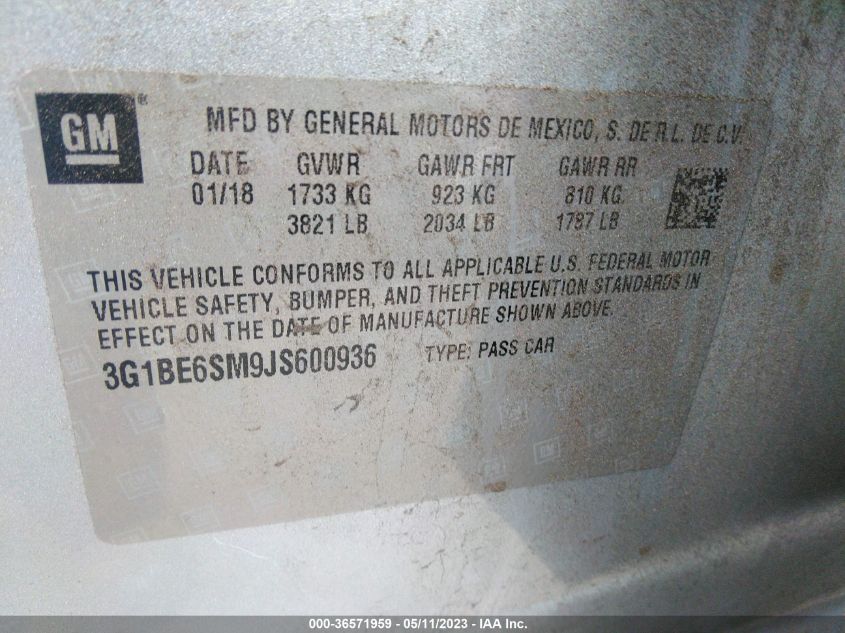 GM ®
MFD BY GENERAL MOTORS DE MEXICO, S. DE R.L. DE C.V.
DATE GVWR GAWR FRT GAWR RR
01/18 1733 KG 923 KG 810 KG
3821 LB 2034 LB 1787 LB
THIS VEHICLE CONFORMS TO ALL APPLICABLE U.S. FEDERAL MOTOR
VEHICLE SAFETY, BUMPER, AND THEFT PREVENTION STANDARDS IN
EFFECT ON THE DATE OF MANUFACTURE SHOWN ABOVE.
3G1BE6SM9JS600936 TYPE: PASS CAR
000-36571959 - 05/11/2023 - IAA Inc.